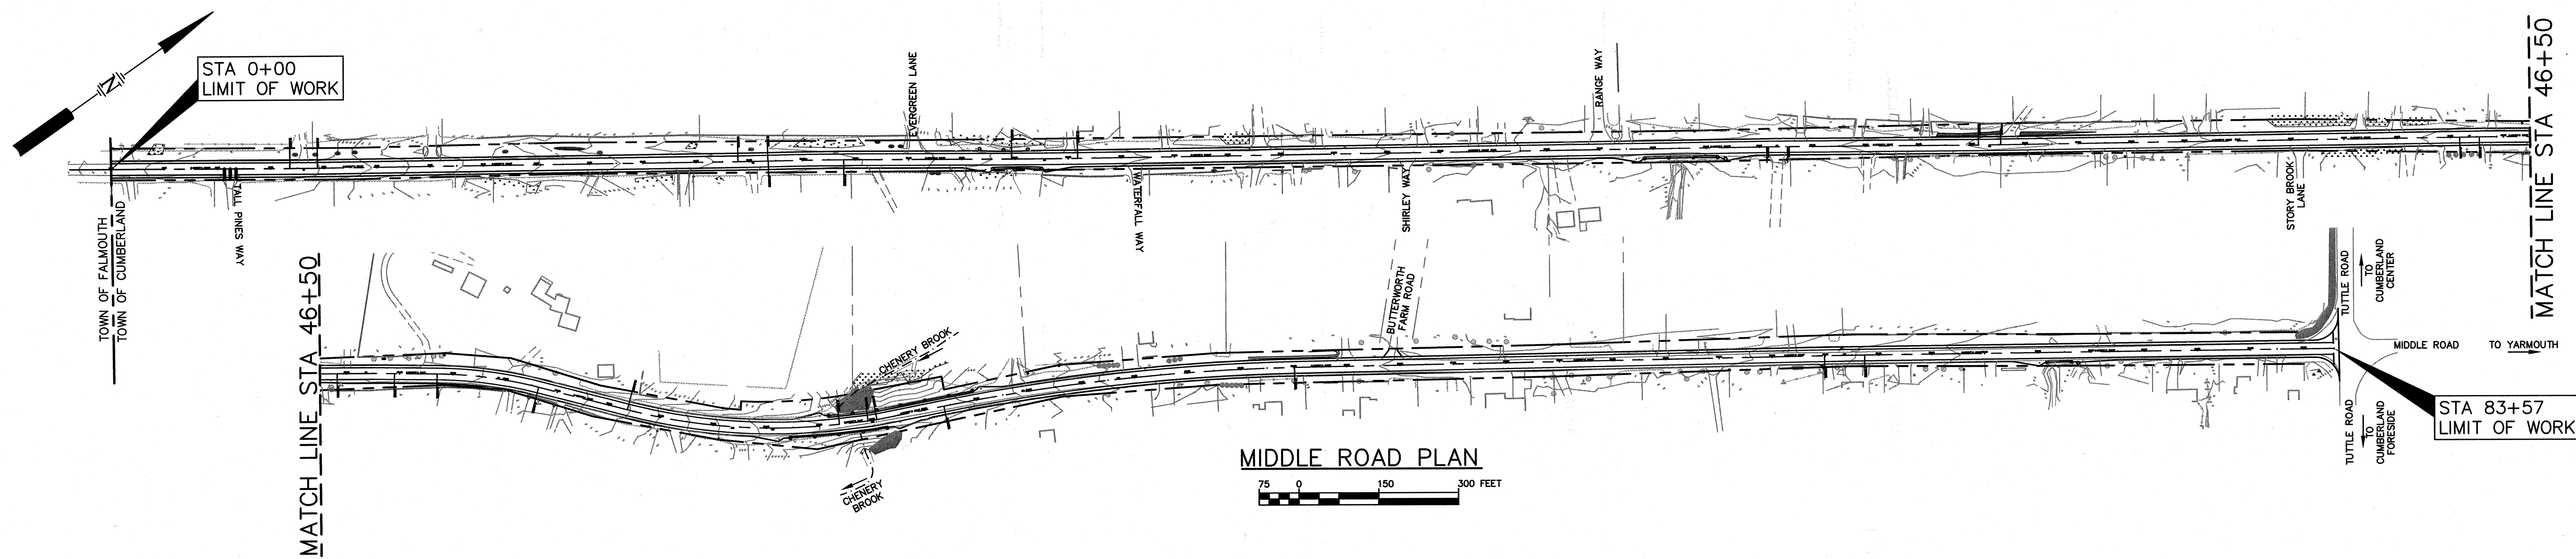 N
STA 0+00
LIMIT OF WORK
EVERGREEN LANE
RANGE WAY
MATCH LINE STA 46+50
TOWN OF FALMOUTH
TOWN OF CUMBERLAND
TALL PINES WAY
WATERFALL WAY
SHIRLEY WAY
STORY BROOK
LANE
MATCH LINE STA 46+50
CHENERY BROOK
CHENERY
BROOK
BUTTERWORTH
FARM ROAD
TUTTLE ROAD
TO
CUMBERLAND
CENTER
MIDDLE ROAD
TO YARMOUTH
STA 83+57
LIMIT OF WORK
TUTTLE ROAD
TO
CUMBERLAND
FORESIDE
MIDDLE ROAD PLAN
75 0 150 300 FEET